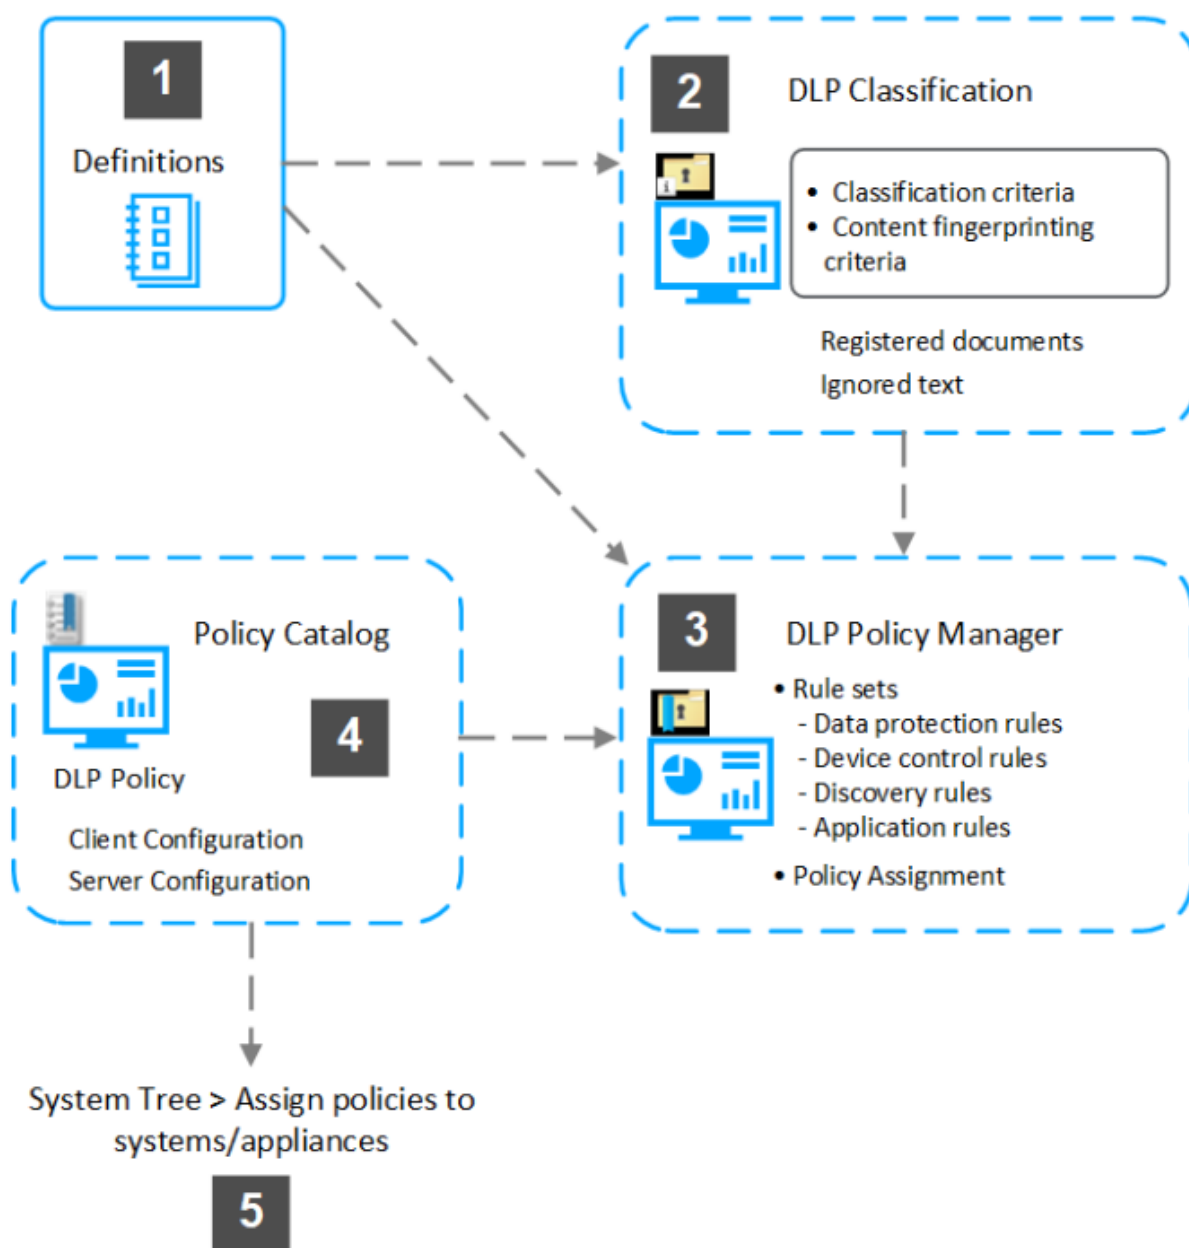 1
Definitions
2
DLP Classification
i
• Classification criteria
• Content fingerprinting
criteria
Registered documents
Ignored text
3
DLP Policy Manager
• Rule sets
- Data protection rules
- Device control rules
- Discovery rules
- Application rules
• Policy Assignment
Policy Catalog
4
DLP Policy
Client Configuration
Server Configuration
System Tree > Assign policies to
systems/appliances
5